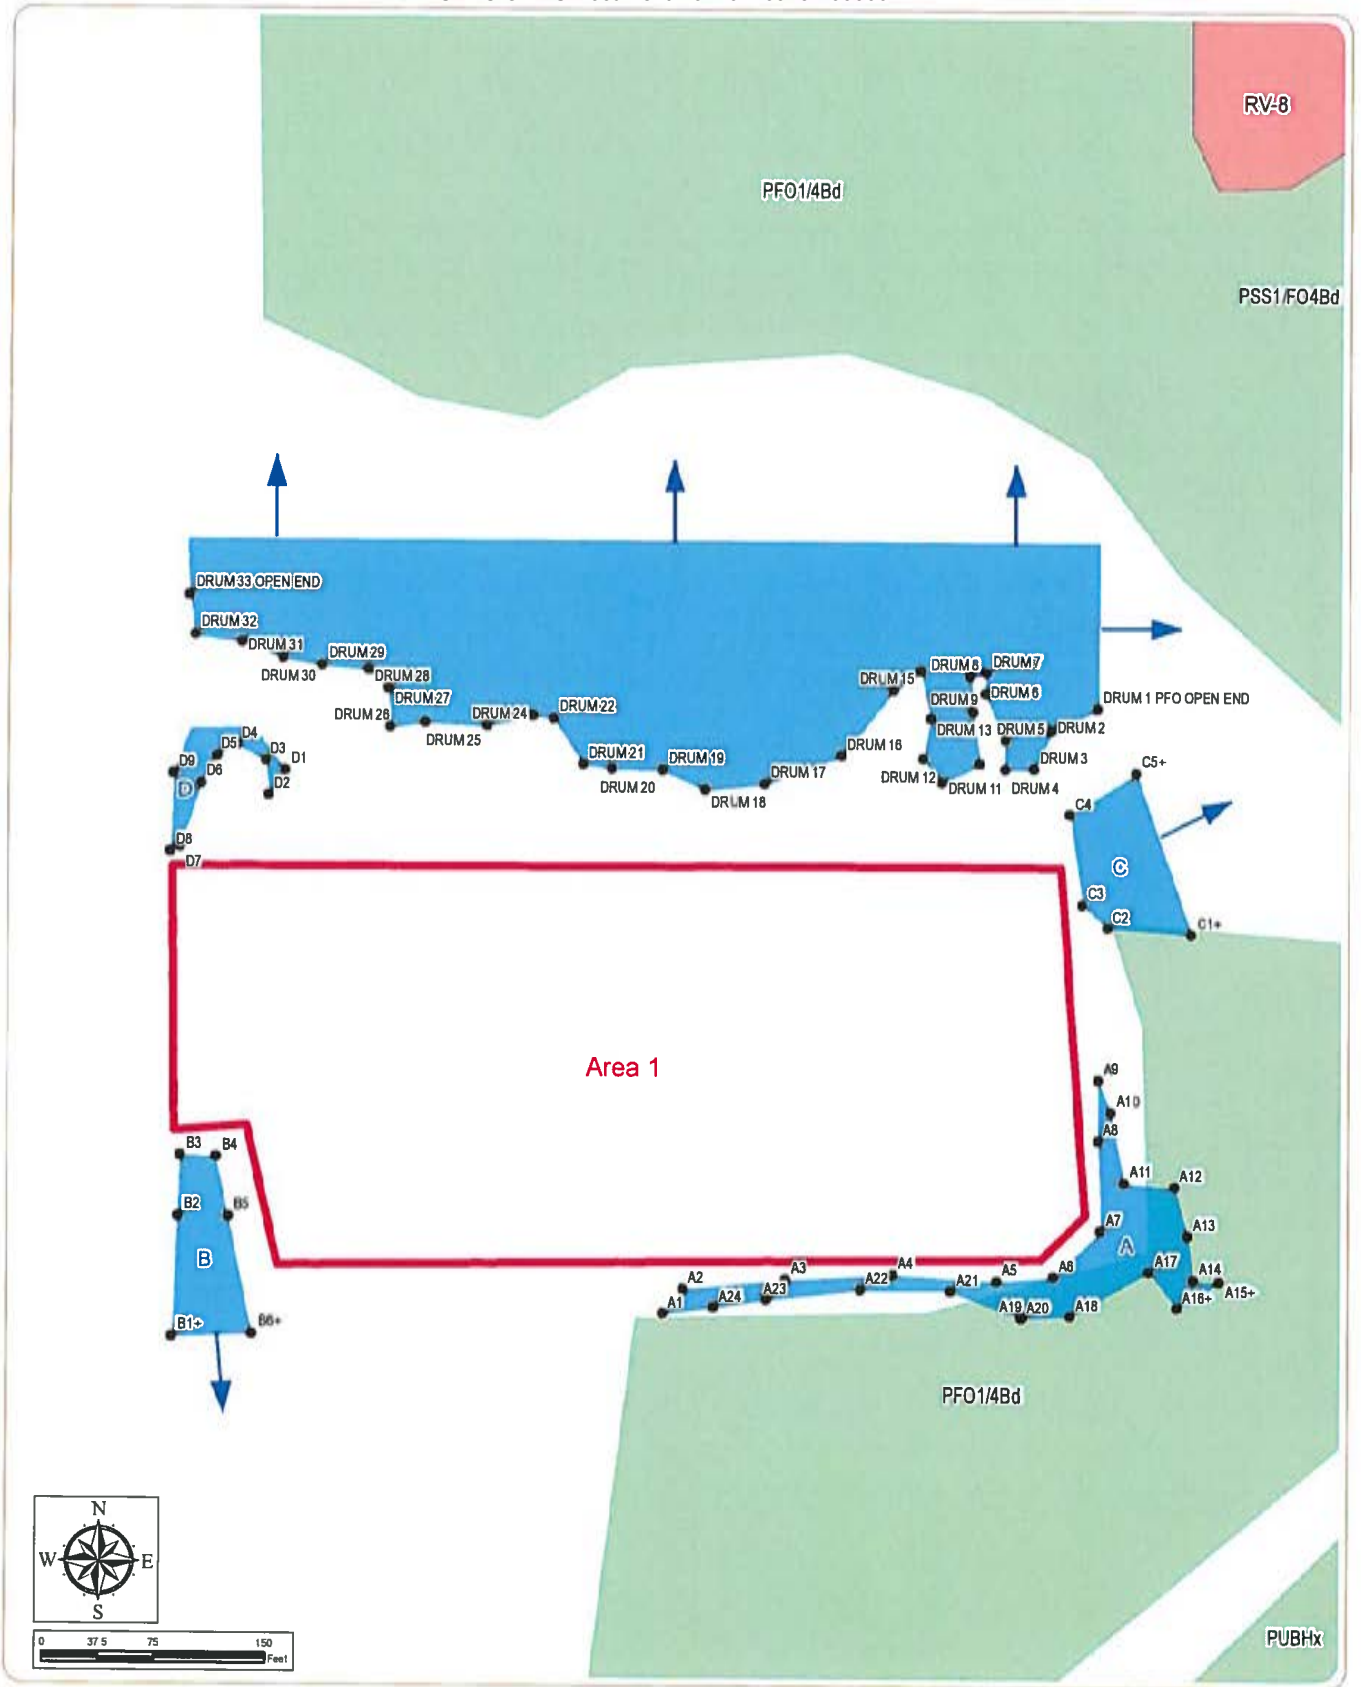 RV-8
PFO1/4Bd
PSS1/FO4Bd
DRUM 33 OPEN END
DRUM 32
DRUM 31
DRUM 30
DRUM 29
DRUM 28
DRUM 27
DRUM 26
DRUM 25
DRUM 24
DRUM 22
DRUM 21
DRUM 20
DRUM 19
DRUM 18
DRUM 17
DRUM 16
DRUM 15
DRUM 8
DRUM 7
DRUM 9
DRUM 6
DRUM 13
DRUM 5
DRUM 2
DRUM 1 PFO OPEN END
DRUM 12
DRUM 11
DRUM 4
DRUM 3
D4
D5
D3
D1
D9
D6
D2
D
D8
D7
C5+
C4
C
C3
C2
C1+
Area 1
A9
A10
A8
A11
A12
A7
A
A13
A17
A14
A16+
A15+
A6
A5
A4
A3
A2
A1
A24
A23
A22
A21
A19
A20
A18
B3
B4
B2
B5
B
B1+
B6+
PFO1/4Bd
PUBHx
N
W
E
S
0 37 5 75 150
Feet